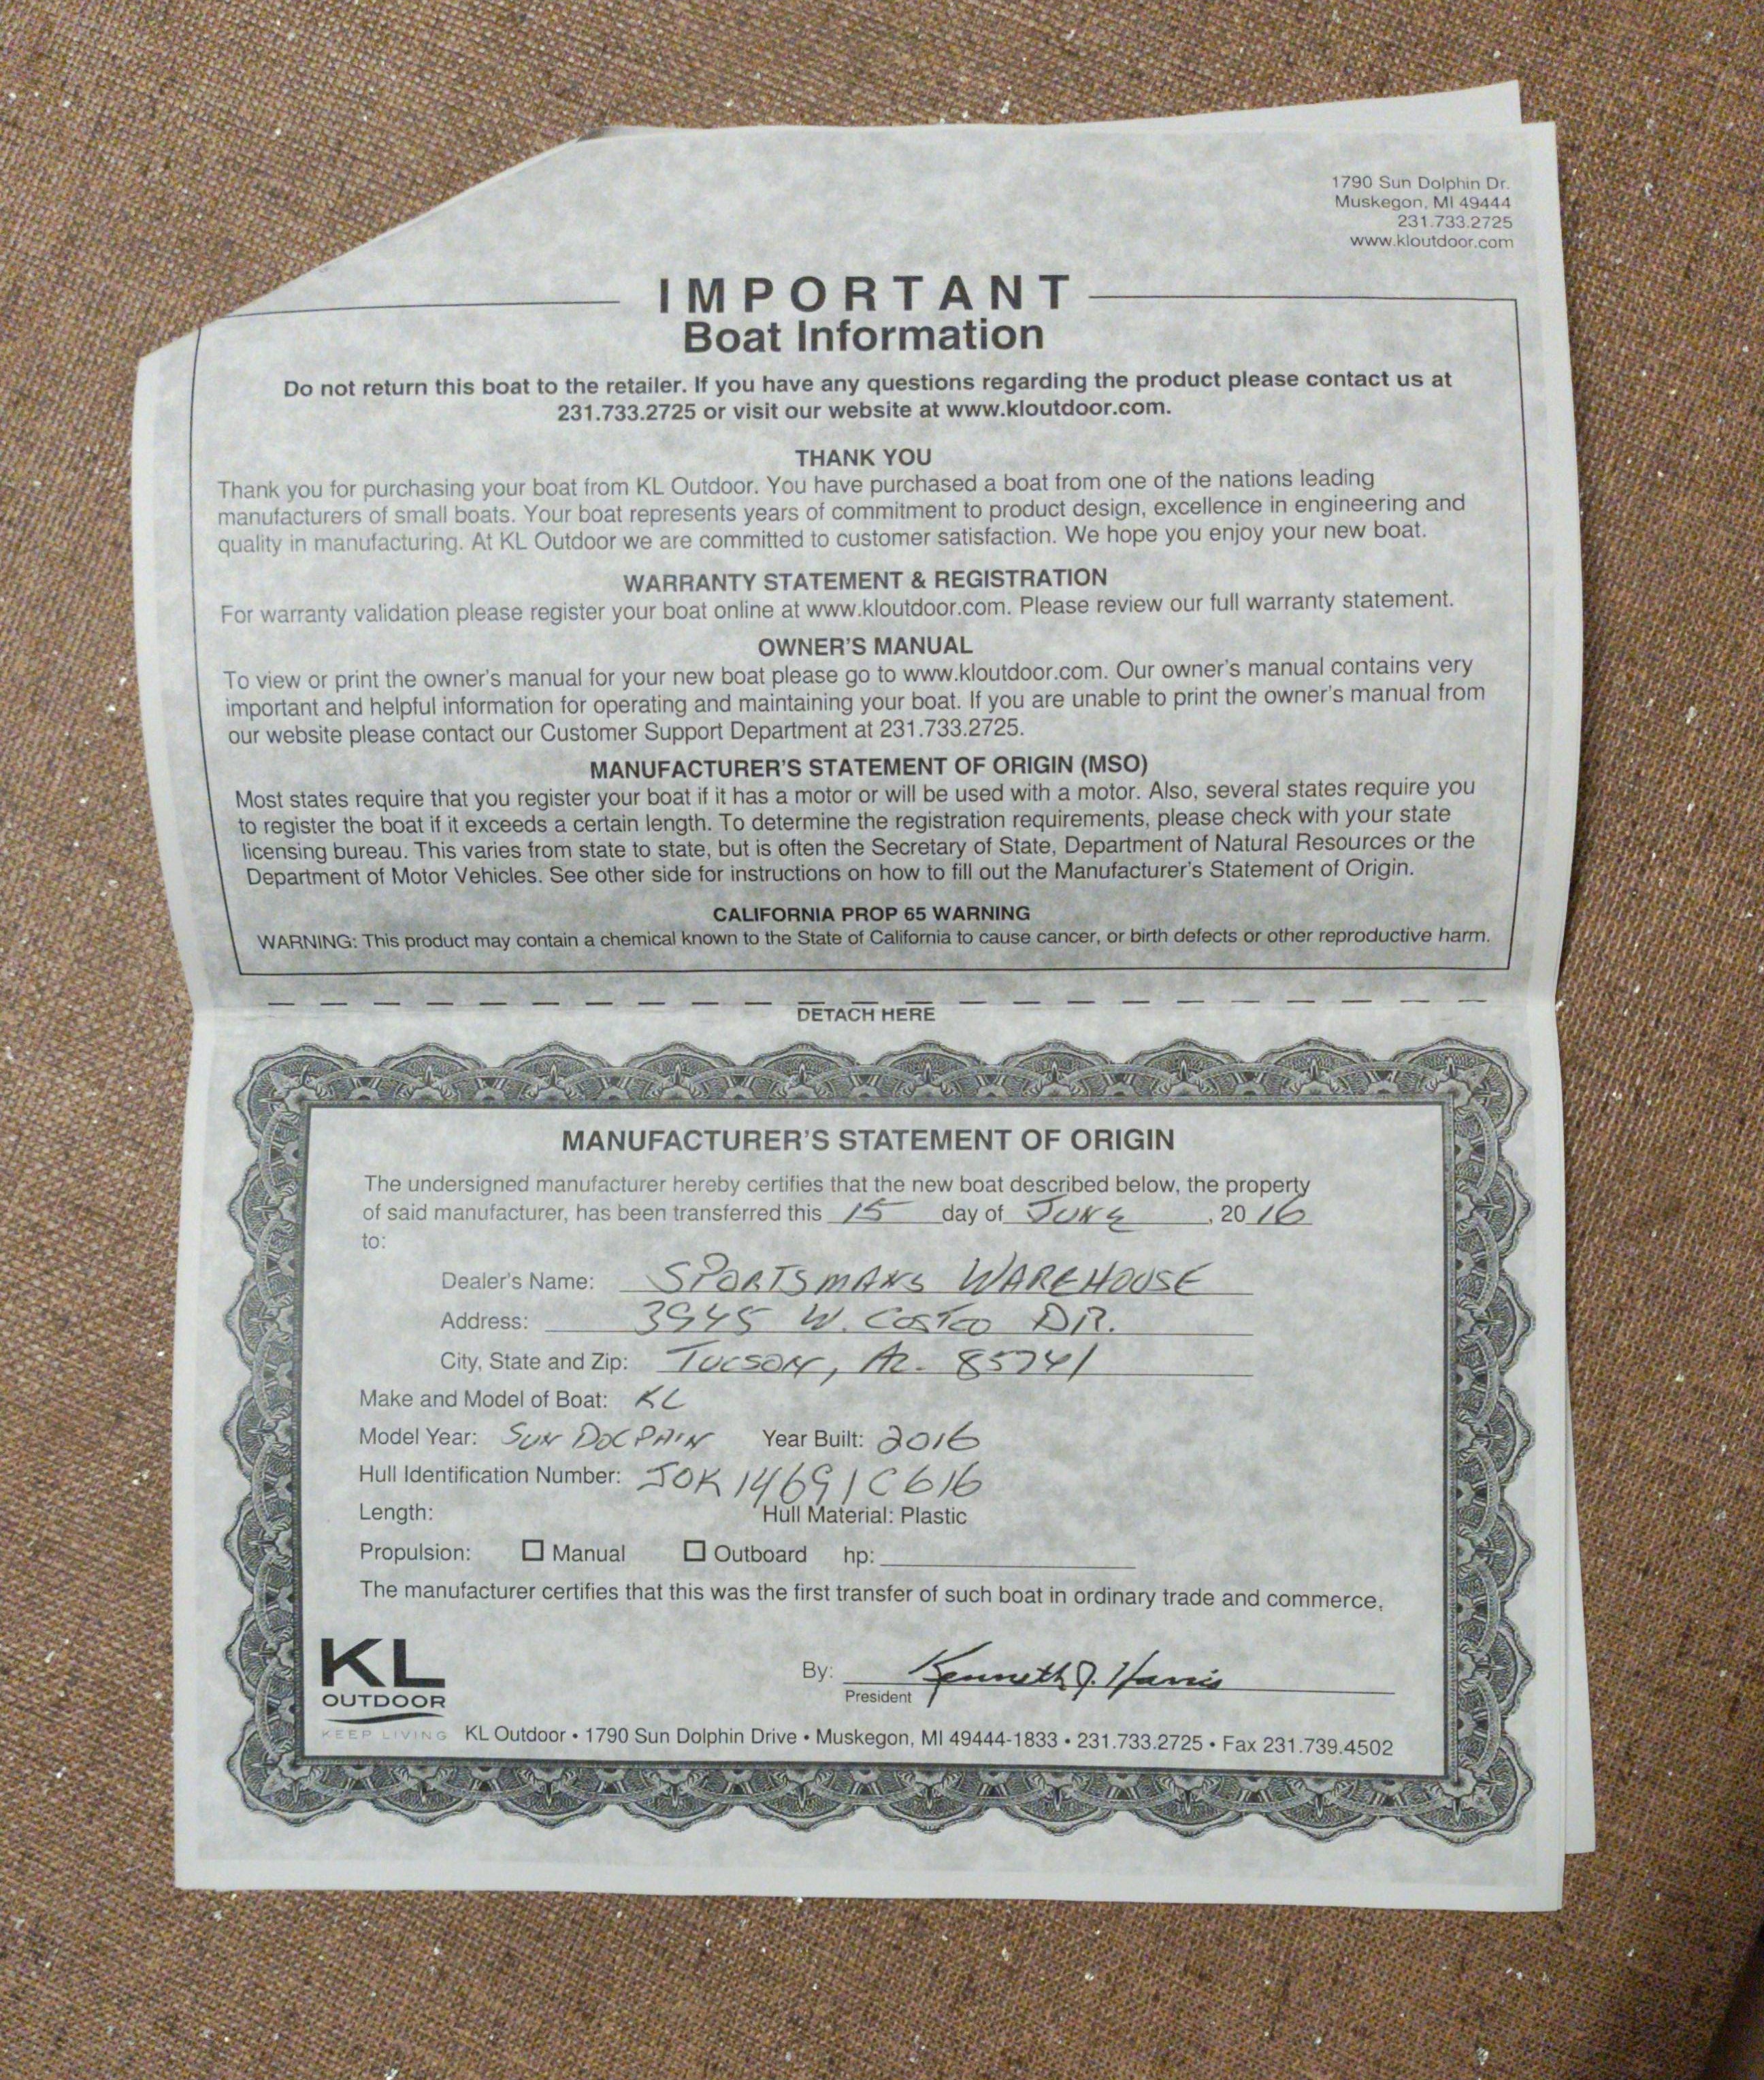 1790 Sun Dolphin Dr.
Muskegon, MI 49444
231.733.2725
www.kloutdoor.com
IMPORTANT
Boat Information
Do not return this boat to the retailer. If you have any questions regarding the product please contact us at
231.733.2725 or visit our website at www.kloutdoor.com.
THANK YOU
Thank you for purchasing your boat from KL Outdoor. You have purchased a boat from one of the nations leading
manufacturers of small boats. Your boat represents years of commitment to product design, excellence in engineering and
quality in manufacturing. At KL Outdoor we are committed to customer satisfaction. We hope you enjoy your new boat.
WARRANTY STATEMENT & REGISTRATION
For warranty validation please register your boat online at www.kloutdoor.com. Please review our full warranty statement.
OWNER'S MANUAL
To view or print the owner's manual for your new boat please go to www.kloutdoor.com. Our owner's manual contains very
important and helpful information for operating and maintaining your boat. If you are unable to print the owner's manual from
our website please contact our Customer Support Department at 231.733.2725.
MANUFACTURER'S STATEMENT OF ORIGIN (MSO)
Most states require that you register your boat if it has a motor or will be used with a motor. Also, several states require you
to register the boat if it exceeds a certain length. To determine the registration requirements, please check with your state
licensing bureau. This varies from state to state, but is often the Secretary of State, Department of Natural Resources or the
Department of Motor Vehicles. See other side for instructions on how to fill out the Manufacturer's Statement of Origin.
CALIFORNIA PROP 65 WARNING
WARNING: This product may contain a chemical known to the State of California to cause cancer, or birth defects or other reproductive harm.
DETACH HERE
MANUFACTURER'S STATEMENT OF ORIGIN
The undersigned manufacturer hereby certifies that the new boat described below, the property
of said manufacturer, has been transferred this 15 day of JUNE, 20 16
to:
Dealer's Name: SPORTSMANS WAREHOUSE
Address: 3945 W. COSTCO DR.
City, State and Zip: TUCSON, AZ. 85741
Make and Model of Boat: KL
Model Year: SUN DOLPHIN Year Built: 2016
Hull Identification Number: JOK14691C616
Length: Hull Material: Plastic
Propulsion: Manual Outboard hp:
The manufacturer certifies that this was the first transfer of such boat in ordinary trade and commerce,
KL
OUTDOOR
KEEP LIVING
By: Kenneth J. Harris
President
KL Outdoor • 1790 Sun Dolphin Drive • Muskegon, MI 49444-1833 • 231.733.2725 • Fax 231.739.4502